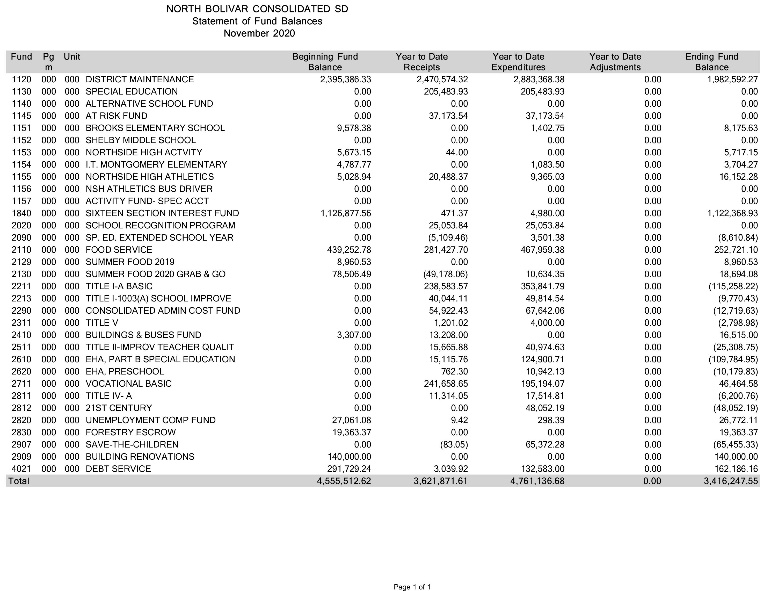 NORTH BOLIVAR CONSOLIDATED SD
Statement of Fund Balances
November 2020
Fund Pg m Unit Beginning Fund Balance Year to Date Receipts Year to Date Expenditures Year to Date Adjustments Ending Fund Balance
1120 000 000 DISTRICT MAINTENANCE 2,395,386.33 2,470,574.32 2,883,368.38 0.00 1,982,592.27
1130 000 000 SPECIAL EDUCATION 0.00 205,483.93 205,483.93 0.00 0.00
1140 000 000 ALTERNATIVE SCHOOL FUND 0.00 0.00 0.00 0.00 0.00
1145 000 000 AT RISK FUND 0.00 37,173.54 37,173.54 0.00 0.00
1151 000 000 BROOKS ELEMENTARY SCHOOL 9,578.38 0.00 1,402.75 0.00 8,175.63
1152 000 000 SHELBY MIDDLE SCHOOL 0.00 0.00 0.00 0.00 0.00
1153 000 000 NORTHSIDE HIGH ACTVITY 5,673.15 44.00 0.00 0.00 5,717.15
1154 000 000 I.T. MONTGOMERY ELEMENTARY 4,787.77 0.00 1,083.50 0.00 3,704.27
1155 000 000 NORTHSIDE HIGH ATHLETICS 5,028.94 20,488.37 9,365.03 0.00 16,152.28
1156 000 000 NSH ATHLETICS BUS DRIVER 0.00 0.00 0.00 0.00 0.00
1157 000 000 ACTIVITY FUND- SPEC ACCT 0.00 0.00 0.00 0.00 0.00
1840 000 000 SIXTEEN SECTION INTEREST FUND 1,126,877.56 471.37 4,980.00 0.00 1,122,368.93
2020 000 000 SCHOOL RECOGNITION PROGRAM 0.00 25,053.84 25,053.84 0.00 0.00
2090 000 000 SP. ED. EXTENDED SCHOOL YEAR 0.00 (5,109.46) 3,501.38 0.00 (8,610.84)
2110 000 000 FOOD SERVICE 439,252.78 281,427.70 467,959.38 0.00 252,721.10
2129 000 000 SUMMER FOOD 2019 8,960.53 0.00 0.00 0.00 8,960.53
2130 000 000 SUMMER FOOD 2020 GRAB & GO 78,506.49 (49,178.06) 10,634.35 0.00 18,694.08
2211 000 000 TITLE I-A BASIC 0.00 238,583.57 353,841.79 0.00 (115,258.22)
2213 000 000 TITLE I-1003(A) SCHOOL IMPROVE 0.00 40,044.11 49,814.54 0.00 (9,770.43)
2290 000 000 CONSOLIDATED ADMIN COST FUND 0.00 54,922.43 67,642.06 0.00 (12,719.63)
2311 000 000 TITLE V 0.00 1,201.02 4,000.00 0.00 (2,798.98)
2410 000 000 BUILDINGS & BUSES FUND 3,307.00 13,208.00 0.00 0.00 16,515.00
2511 000 000 TITLE II-IMPROV TEACHER QUALIT 0.00 15,665.88 40,974.63 0.00 (25,308.75)
2610 000 000 EHA, PART B SPECIAL EDUCATION 0.00 15,115.76 124,900.71 0.00 (109,784.95)
2620 000 000 EHA, PRESCHOOL 0.00 762.30 10,942.13 0.00 (10,179.83)
2711 000 000 VOCATIONAL BASIC 0.00 241,658.65 195,194.07 0.00 46,464.58
2811 000 000 TITLE IV- A 0.00 11,314.05 17,514.81 0.00 (6,200.76)
2812 000 000 21ST CENTURY 0.00 0.00 48,052.19 0.00 (48,052.19)
2820 000 000 UNEMPLOYMENT COMP FUND 27,061.08 9.42 298.39 0.00 26,772.11
2830 000 000 FORESTRY ESCROW 19,363.37 0.00 0.00 0.00 19,363.37
2907 000 000 SAVE-THE-CHILDREN 0.00 (83.05) 65,372.28 0.00 (65,455.33)
2909 000 000 BUILDING RENOVATIONS 140,000.00 0.00 0.00 0.00 140,000.00
4021 000 000 DEBT SERVICE 291,729.24 3,039.92 132,583.00 0.00 162,186.16
Total 4,555,512.62 3,621,871.61 4,761,136.68 0.00 3,416,247.55
Page 1 of 1